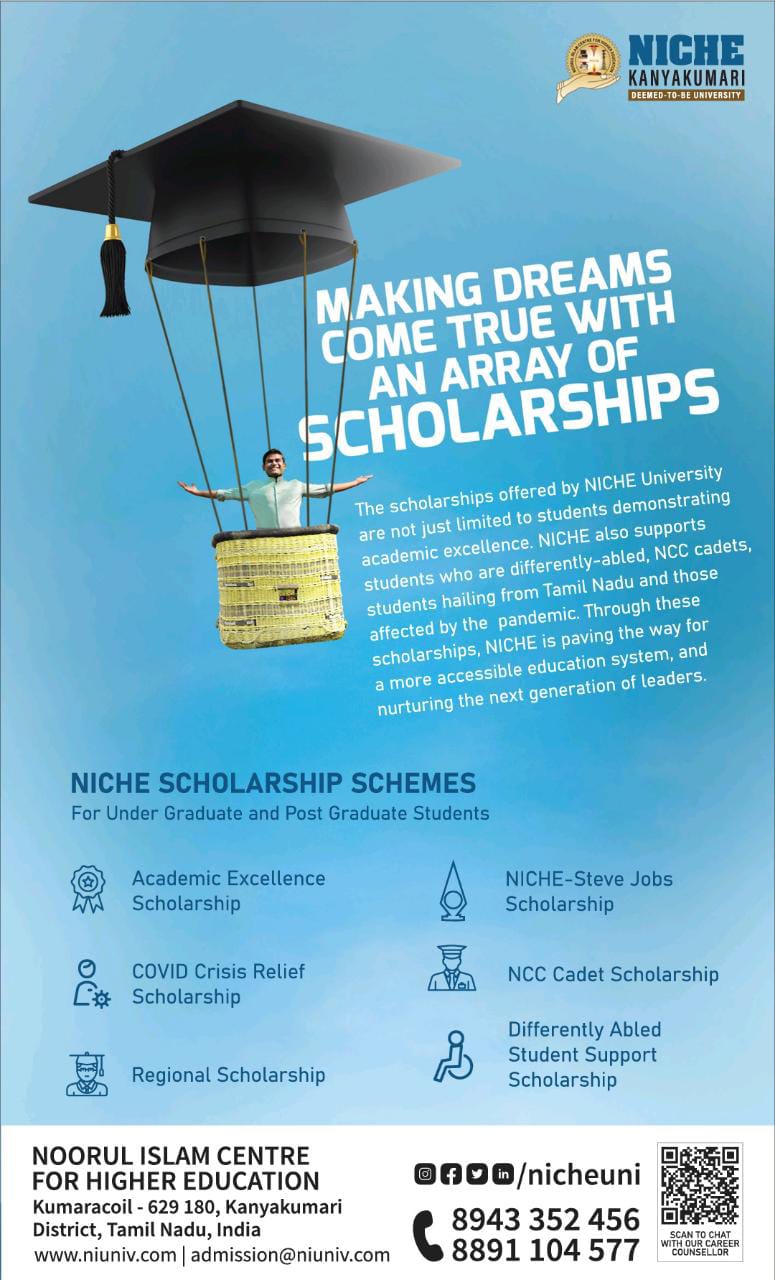 NICHE
KANYAKUMARI
DEEMED-TO-BE UNIVERSITY
MAKING DREAMS
COME TRUE WITH
AN ARRAY OF
SCHOLARSHIPS
The scholarships offered by NICHE University
are not just limited to students demonstrating
academic excellence. NICHE also supports
students who are differently-abled, NCC cadets,
students hailing from Tamil Nadu and those
affected by the pandemic. Through these
scholarships, NICHE is paving the way for
a more accessible education system, and
nurturing the next generation of leaders.
NICHE SCHOLARSHIP SCHEMES
For Under Graduate and Post Graduate Students
Academic Excellence
Scholarship
NICHE-Steve Jobs
Scholarship
COVID Crisis Relief
Scholarship
NCC Cadet Scholarship
Regional Scholarship
Differently Abled
Student Support
Scholarship
NOORUL ISLAM CENTRE
FOR HIGHER EDUCATION
Kumaracoil - 629 180, Kanyakumari
District, Tamil Nadu, India
www.niuniv.com | admission@niuniv.com
/nicheuni
8943 352 456
8891 104 577
SCAN TO CHAT
WITH OUR CAREER
COUNSELLOR